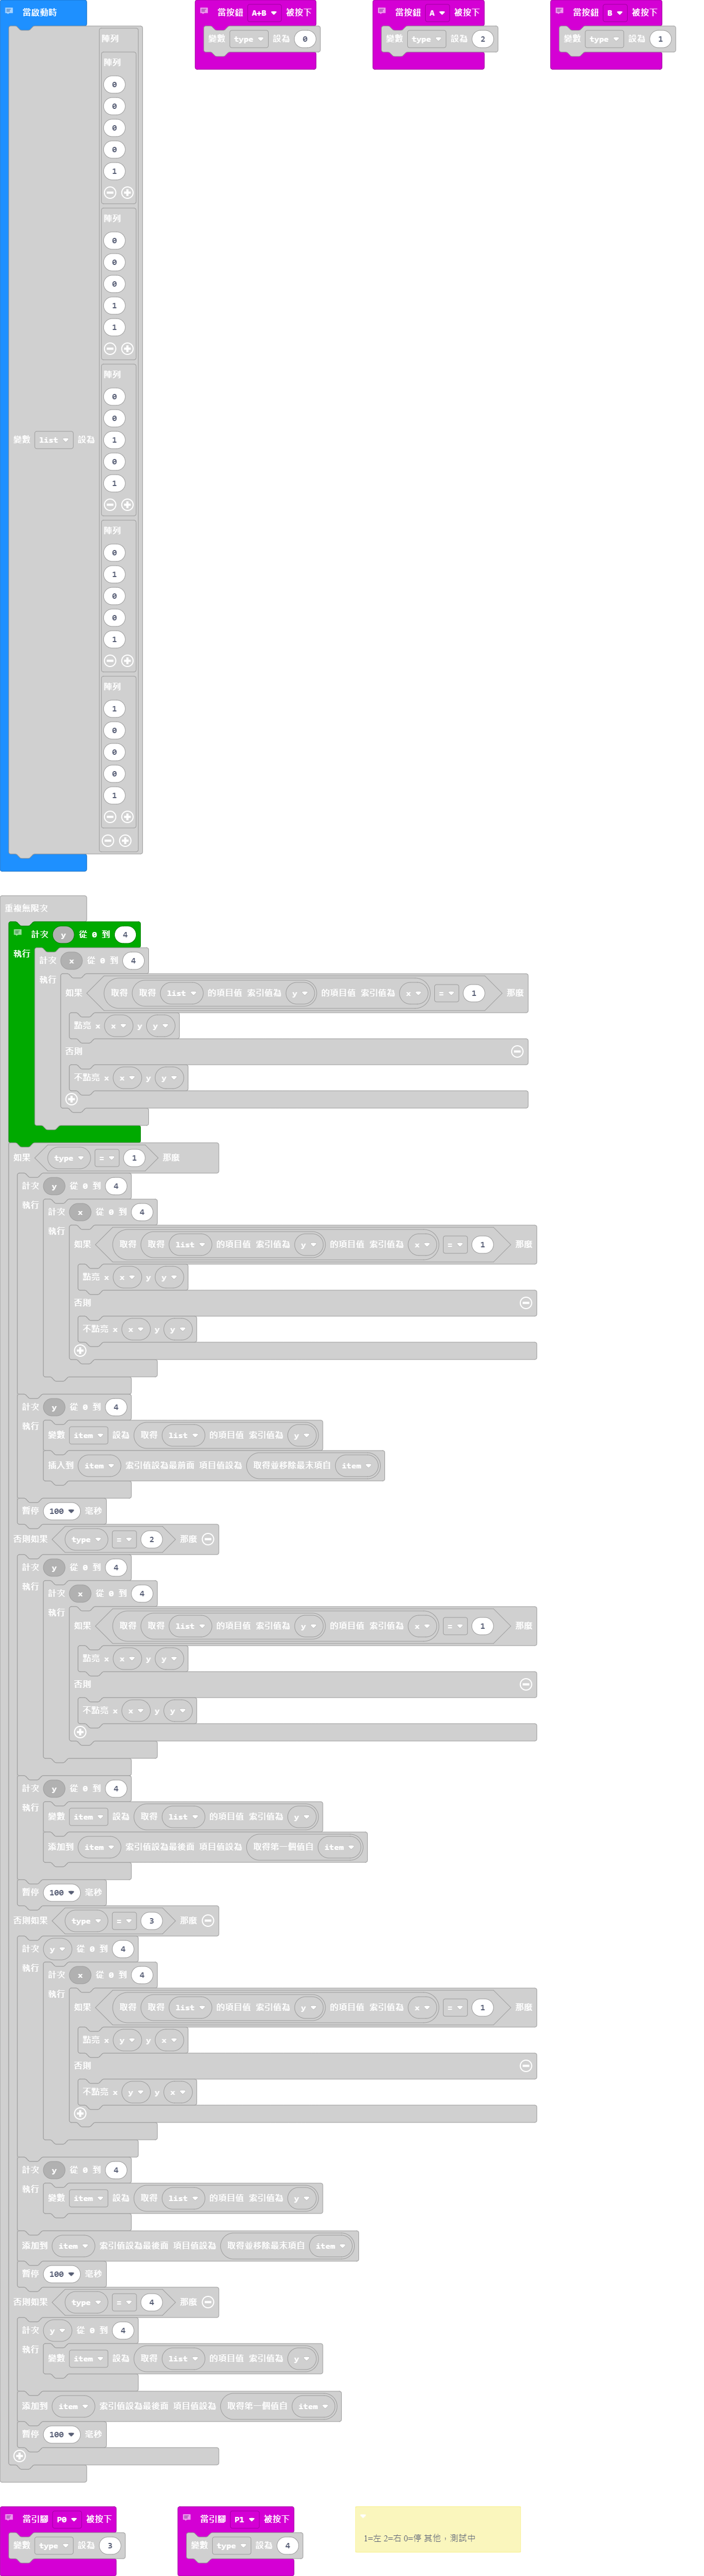 當啟動時
變數 list 設為 陣列
陣列
0
0
0
0
1
陣列
0
0
0
1
1
陣列
0
0
1
0
1
陣列
0
1
0
0
1
陣列
1
0
0
0
1
當按鈕 A+B 被按下
變數 type 設為 0
當按鈕 A 被按下
變數 type 設為 2
當按鈕 B 被按下
變數 type 設為 1
重複無限次
計次 y 從 0 到 4
執行 計次 x 從 0 到 4
執行 如果 取得 取得 list 的項目值 索引值為 y 的項目值 索引值為 x = 1 那麼
點亮 x x y y
否則
不點亮 x x y y
如果 type = 1 那麼
計次 y 從 0 到 4
執行 計次 x 從 0 到 4
執行 如果 取得 取得 list 的項目值 索引值為 y 的項目值 索引值為 x = 1 那麼
點亮 x x y y
否則
不點亮 x x y y
計次 y 從 0 到 4
執行 變數 item 設為 取得 list 的項目值 索引值為 y
插入到 item 索引值設為最前面 項目值設為 取得並移除最末項自 item
暫停 100 毫秒
否則如果 type = 2 那麼
計次 y 從 0 到 4
執行 計次 x 從 0 到 4
執行 如果 取得 取得 list 的項目值 索引值為 y 的項目值 索引值為 x = 1 那麼
點亮 x x y y
否則
不點亮 x x y y
計次 y 從 0 到 4
執行 變數 item 設為 取得 list 的項目值 索引值為 y
添加到 item 索引值設為最後面 項目值設為 取得第一個值自 item
暫停 100 毫秒
否則如果 type = 3 那麼
計次 y 從 0 到 4
執行 計次 x 從 0 到 4
執行 如果 取得 取得 list 的項目值 索引值為 y 的項目值 索引值為 x = 1 那麼
點亮 x y y x
否則
不點亮 x y y x
計次 y 從 0 到 4
執行 變數 item 設為 取得 list 的項目值 索引值為 y
添加到 item 索引值設為最後面 項目值設為 取得並移除最末項自 item
暫停 100 毫秒
否則如果 type = 4 那麼
計次 y 從 0 到 4
執行 變數 item 設為 取得 list 的項目值 索引值為 y
添加到 item 索引值設為最後面 項目值設為 取得第一個值自 item
暫停 100 毫秒
當引腳 P0 被按下
變數 type 設為 3
當引腳 P1 被按下
變數 type 設為 4
1=左 2=右 0=停 其他，測試中